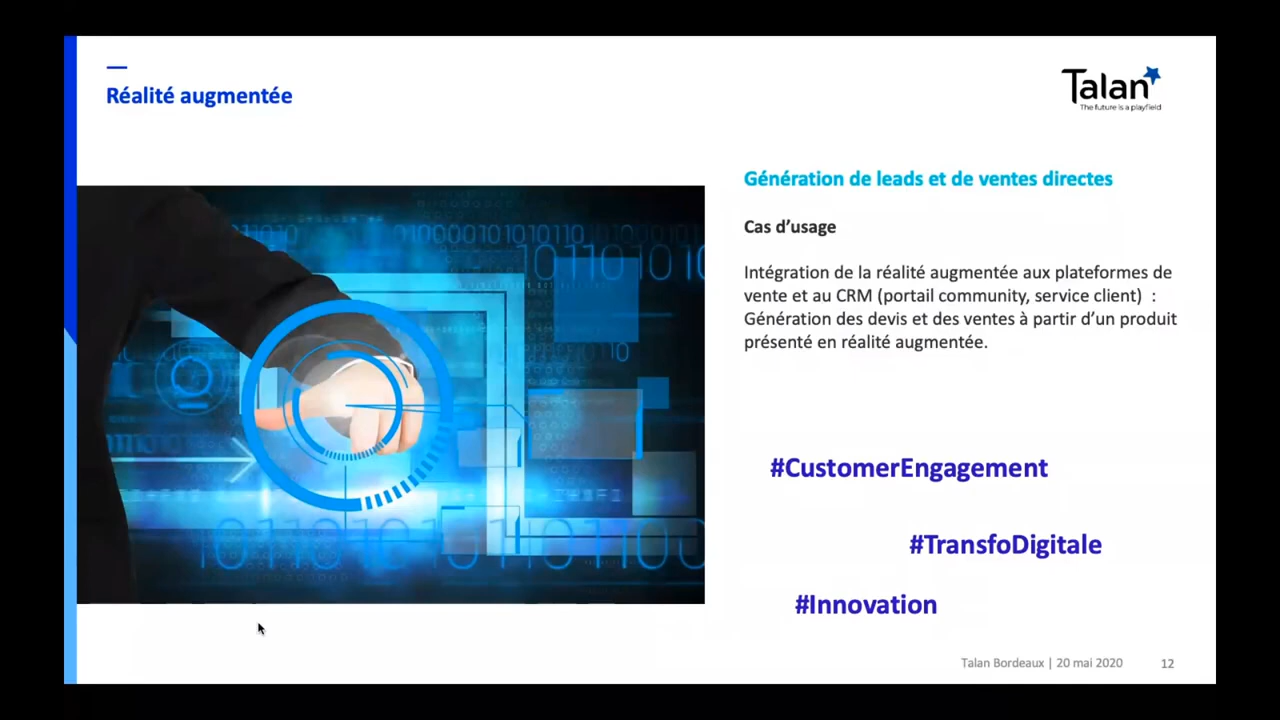 Réalité augmentée
Talan
The future is a playfield
Génération de leads et de ventes directes
Cas d’usage
Intégration de la réalité augmentée aux plateformes de
vente et au CRM (portail community, service client)  :
Génération des devis et des ventes à partir d’un produit
présenté en réalité augmentée.
#CustomerEngagement
#TransfoDigitale
#Innovation
Talan Bordeaux | 20 mai 2020
12